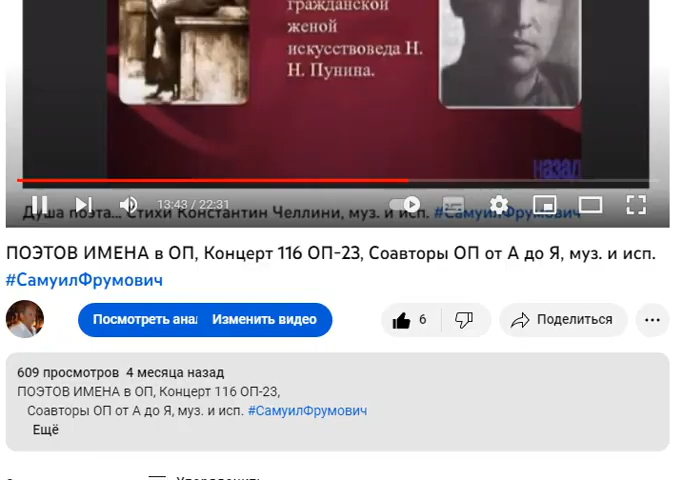 гражданской
женой
искусствоведа Н.
Н. Пунина.
назад
13:43 / 22:31
Душа поэта... Стихи Константин Челлини, муз. и исп. #СамуилФрумович
ПОЭТОВ ИМЕНА в ОП, Концерт 116 ОП-23, Соавторы ОП от А до Я, муз. и исп.
#СамуилФрумович
Посмотреть ана Изменить видео
6
Поделиться
609 просмотров 4 месяца назад
ПОЭТОВ ИМЕНА в ОП, Концерт 116 ОП-23,
Соавторы ОП от А до Я, муз. и исп. #СамуилФрумович
Ещё